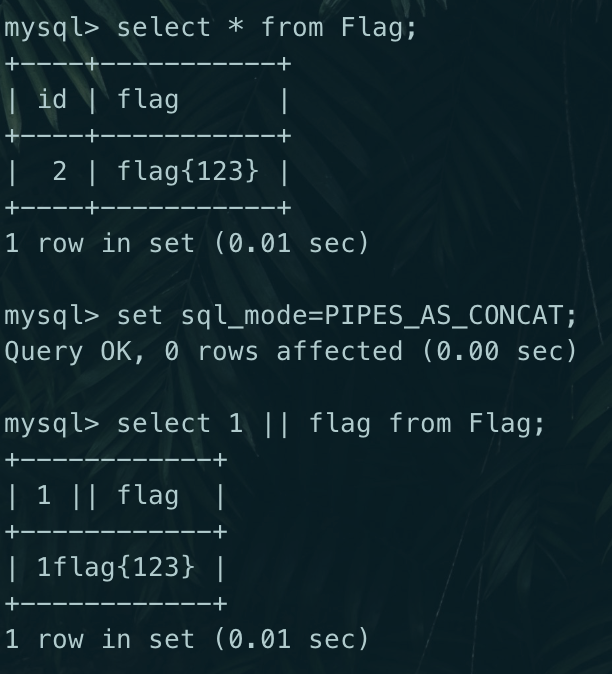 mysql> select * from Flag;
+----+-----------+
| id | flag      |
+----+-----------+
|  2 | flag{123} |
+----+-----------+
1 row in set (0.01 sec)
mysql> set sql_mode=PIPES_AS_CONCAT;
Query OK, 0 rows affected (0.00 sec)
mysql> select 1 || flag from Flag;
+------------+
| 1 || flag  |
+------------+
| 1flag{123} |
+------------+
1 row in set (0.01 sec)